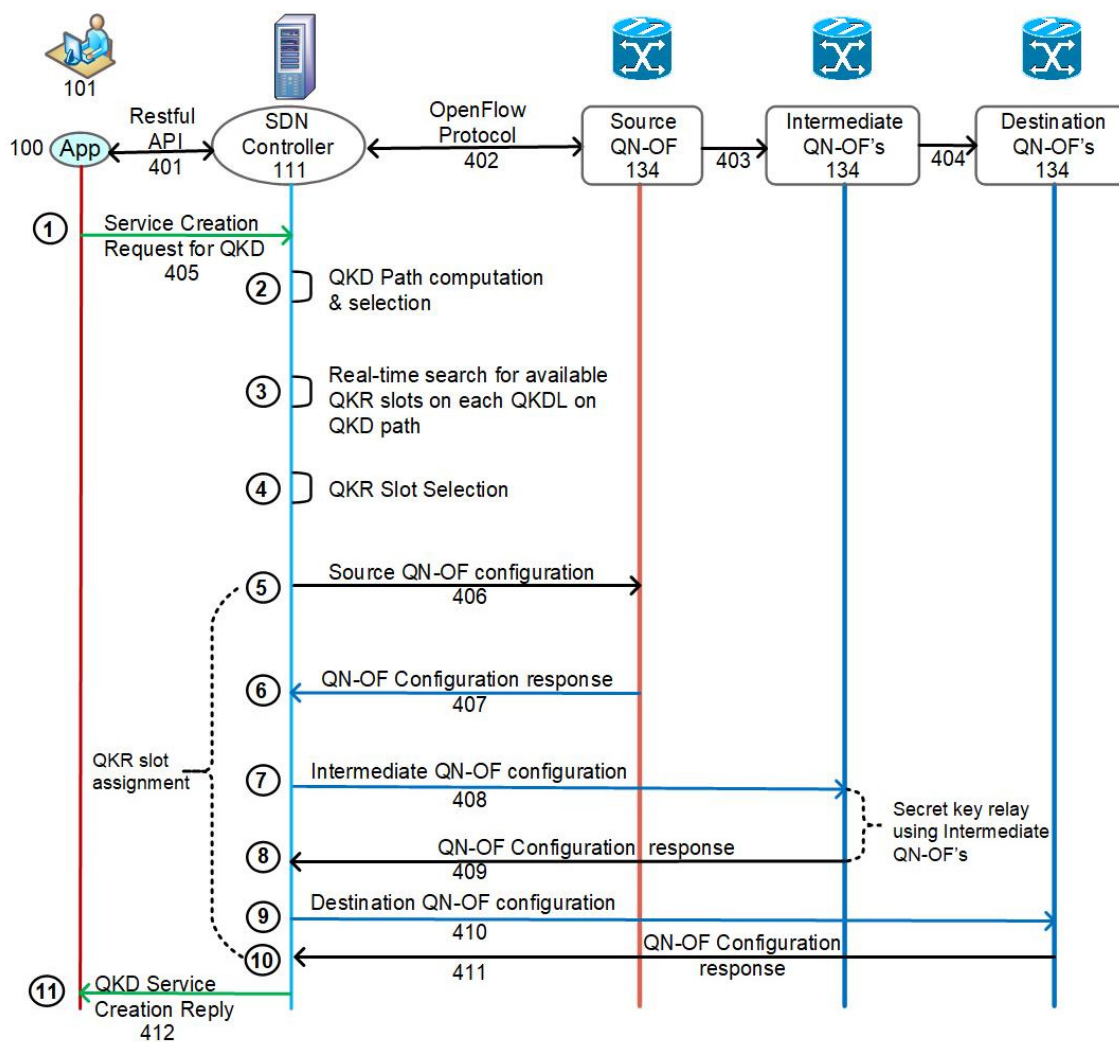 101
Restful
API
401
OpenFlow
Protocol
402
100
App
SDN
Controller
111
Source
QN-OF
134
403
Intermediate
QN-OF's
134
404
Destination
QN-OF's
134
1
Service Creation
Request for QKD
405
2
QKD Path computation
& selection
3
Real-time search for available
QKR slots on each QKDL on
QKD path
4
QKR Slot Selection
5
Source QN-OF configuration
406
6
QN-OF Configuration response
407
QKR slot
assignment
7
Intermediate QN-OF configuration
408
Secret key relay
using Intermediate
QN-OF's
8
QN-OF Configuration response
409
9
Destination QN-OF configuration
410
10
QN-OF Configuration
response
411
11
QKD Service
Creation Reply
412